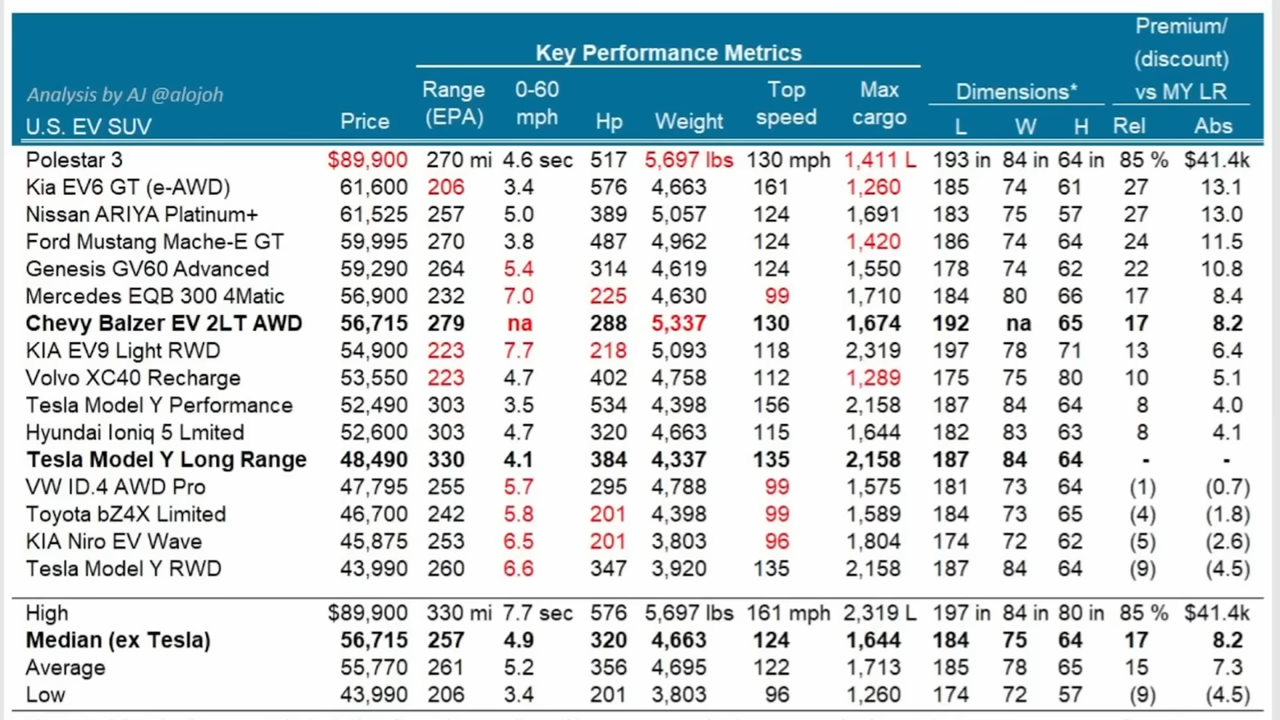 Premium/
Key Performance Metrics (discount)
Analysis by AJ @alojoh Range 0-60 Top Max Dimensions* vs MY LR
U.S. EV SUV Price (EPA) mph Hp Weight speed cargo L W H Rel Abs
Polestar 3 $89,900 270 mi 4.6 sec 517 5,697 lbs 130 mph 1,411 L 193 in 84 in 64 in 85 % $41.4k
Kia EV6 GT (e-AWD) 61,600 206 3.4 576 4,663 161 1,260 185 74 61 27 13.1
Nissan ARIYA Platinum+ 61,525 257 5.0 389 5,057 124 1,691 183 75 57 27 13.0
Ford Mustang Mache-E GT 59,995 270 3.8 487 4,962 124 1,420 186 74 64 24 11.5
Genesis GV60 Advanced 59,290 264 5.4 314 4,619 124 1,550 178 74 62 22 10.8
Mercedes EQB 300 4Matic 56,900 232 7.0 225 4,630 99 1,710 184 80 66 17 8.4
Chevy Balzer EV 2LT AWD 56,715 279 na 288 5,337 130 1,674 192 na 65 17 8.2
KIA EV9 Light RWD 54,900 223 7.7 218 5,093 118 2,319 197 78 71 13 6.4
Volvo XC40 Recharge 53,550 223 4.7 402 4,758 112 1,289 175 75 80 10 5.1
Tesla Model Y Performance 52,490 303 3.5 534 4,398 156 2,158 187 84 64 8 4.0
Hyundai Ioniq 5 Lmited 52,600 303 4.7 320 4,663 115 1,644 182 83 63 8 4.1
Tesla Model Y Long Range 48,490 330 4.1 384 4,337 135 2,158 187 84 64 - -
VW ID.4 AWD Pro 47,795 255 5.7 295 4,788 99 1,575 181 73 64 (1) (0.7)
Toyota bZ4X Limited 46,700 242 5.8 201 4,398 99 1,589 184 73 65 (4) (1.8)
KIA Niro EV Wave 45,875 253 6.5 201 3,803 96 1,804 174 72 62 (5) (2.6)
Tesla Model Y RWD 43,990 260 6.6 347 3,920 135 2,158 187 84 64 (9) (4.5)
High $89,900 330 mi 7.7 sec 576 5,697 lbs 161 mph 2,319 L 197 in 84 in 80 in 85 % $41.4k
Median (ex Tesla) 56,715 257 4.9 320 4,663 124 1,644 184 75 64 17 8.2
Average 55,770 261 5.2 356 4,695 122 1,713 185 78 65 15 7.3
Low 43,990 206 3.4 201 3,803 96 1,260 174 72 57 (9) (4.5)